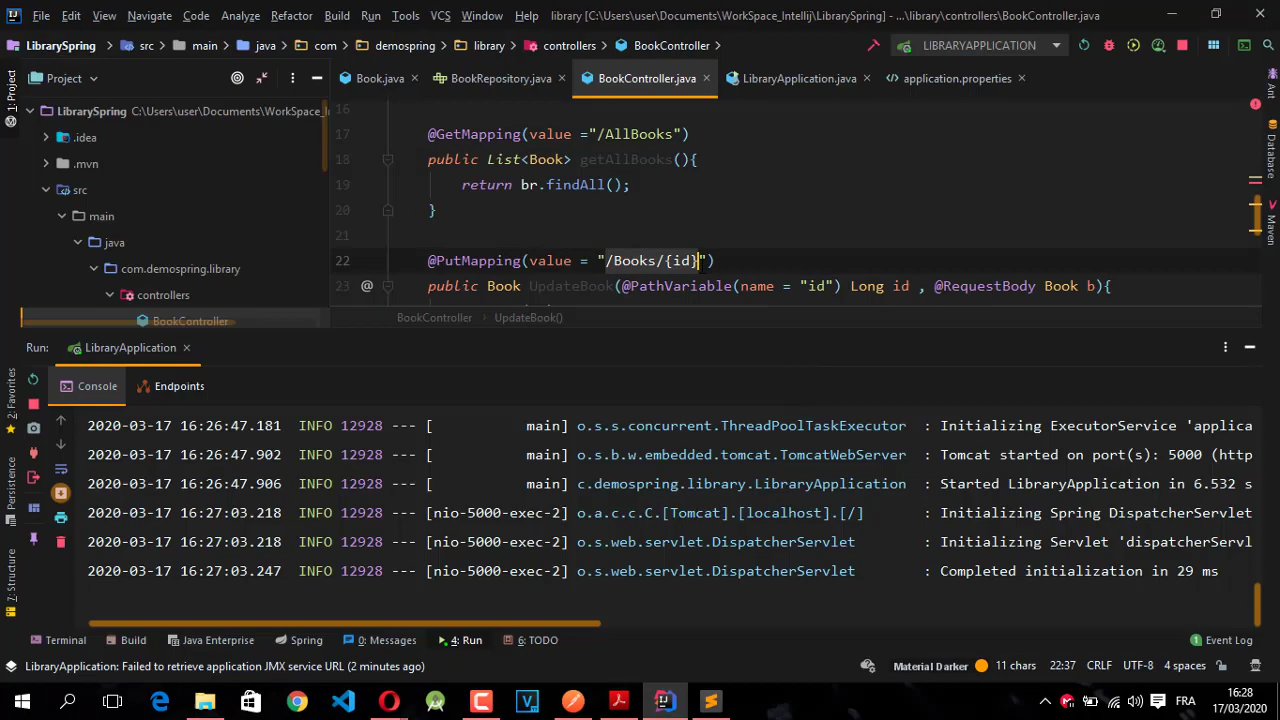 File Edit View Navigate Code Analyze Refactor Build Run Tools VCS Window Help library [C:\Users\user\Documents\WorkSpace_Intellij\LibrarySpring] - ...\library\controllers\BookController.java
LibrarySpring src main java com demospring library controllers BookController LIBRARYAPPLICATION
Project Book.java BookRepository.java BookController.java LibraryApplication.java application.properties
1: Project
LibrarySpring C:\Users\user\Documents\WorkSpace_I
.idea
.mvn
src
main
java
com.demospring.library
controllers
BookController
16
17 @GetMapping(value ="/AllBooks")
18 public List<Book> getAllBooks(){
19 return br.findAll();
20 }
21
22 @PutMapping(value = "/Books/{id}")
23 @ public Book UpdateBook(@PathVariable(name = "id") Long id , @RequestBody Book b){
BookController UpdateBook()
Ant
Database
Maven
Run: LibraryApplication
Console Endpoints
2: Favorites
Persistence
7: Structure
2020-03-17 16:26:47.181 INFO 12928 --- [ main] o.s.s.concurrent.ThreadPoolTaskExecutor : Initializing ExecutorService 'applica
2020-03-17 16:26:47.902 INFO 12928 --- [ main] o.s.b.w.embedded.tomcat.TomcatWebServer : Tomcat started on port(s): 5000 (http
2020-03-17 16:26:47.906 INFO 12928 --- [ main] c.demospring.library.LibraryApplication : Started LibraryApplication in 6.532 s
2020-03-17 16:27:03.218 INFO 12928 --- [nio-5000-exec-2] o.a.c.c.C.[Tomcat].[localhost].[/] : Initializing Spring DispatcherServlet
2020-03-17 16:27:03.218 INFO 12928 --- [nio-5000-exec-2] o.s.web.servlet.DispatcherServlet : Initializing Servlet 'dispatcherServl
2020-03-17 16:27:03.247 INFO 12928 --- [nio-5000-exec-2] o.s.web.servlet.DispatcherServlet : Completed initialization in 29 ms
Terminal Build Java Enterprise Spring 0: Messages 4: Run 6: TODO 1 Event Log
LibraryApplication: Failed to retrieve application JMX service URL (2 minutes ago) Material Darker 11 chars 22:37 CRLF UTF-8 4 spaces
FRA 16:28
17/03/2020